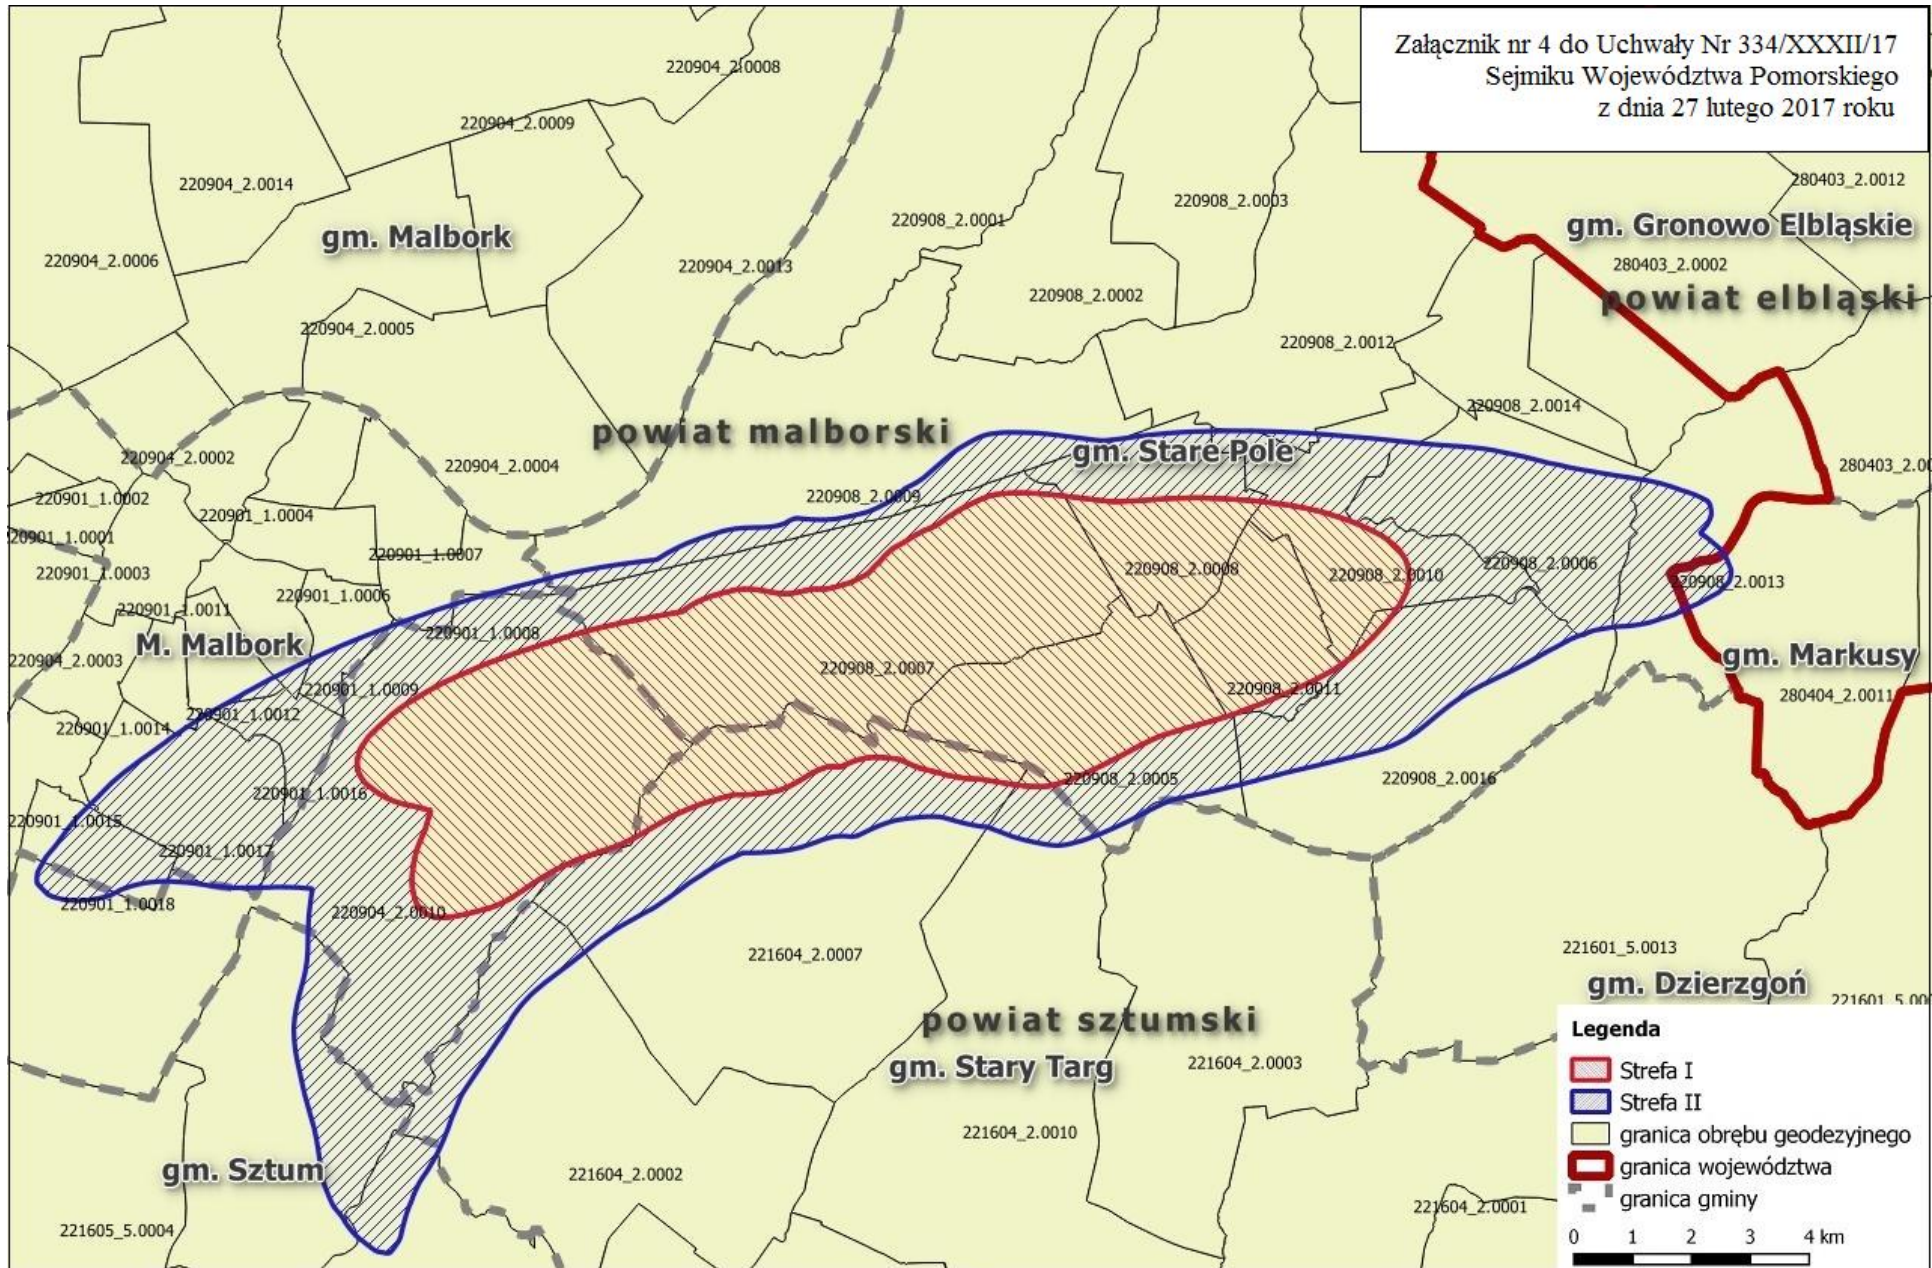 Załącznik nr 4 do Uchwały Nr 334/XXXII/17
Sejmiku Województwa Pomorskiego
z dnia 27 lutego 2017 roku
220904_2.0008
220904_2.0009
220904_2.0014
280403_2.0012
220908_2.0003
220908_2.0001
gm. Gronowo Elbląskie
gm. Malbork
220904_2.0006
220904_2.0013
280403_2.0002
220908_2.0002
powiat elbląski
220904_2.0005
220908_2.0012
220908_2.0014
powiat malborski
gm. Stare Pole
220904_2.0002
220904_2.0004
280403_2.00
220901_1.0002
220908_2.0009
220901_1.0004
220901_1.0001
220901_1.0007
220908_2.0006
220901_1.0003
220908_2.0008
220908_2.0010
220908_2.0013
220901_1.0006
220901_1.0011
220901_1.0008
M. Malbork
220904_2.0003
gm. Markusy
220908_2.0007
220901_1.0009
220908_2.0011
280404_2.0011
220901_1.0012
220901_1.0014
220908_2.0005
220908_2.0016
220901_1.0016
220901_1.0015
220901_1.0017
220901_1.0018
220904_2.0010
221604_2.0007
221601_5.0013
gm. Dzierzgoń
221601_5.00
powiat sztumski
gm. Stary Targ
221604_2.0003
221604_2.0010
gm. Sztum
221604_2.0002
221604_2.0001
221605_5.0004
Legenda
Strefa I
Strefa II
granica obrębu geodezyjnego
granica województwa
granica gminy
0 1 2 3 4 km